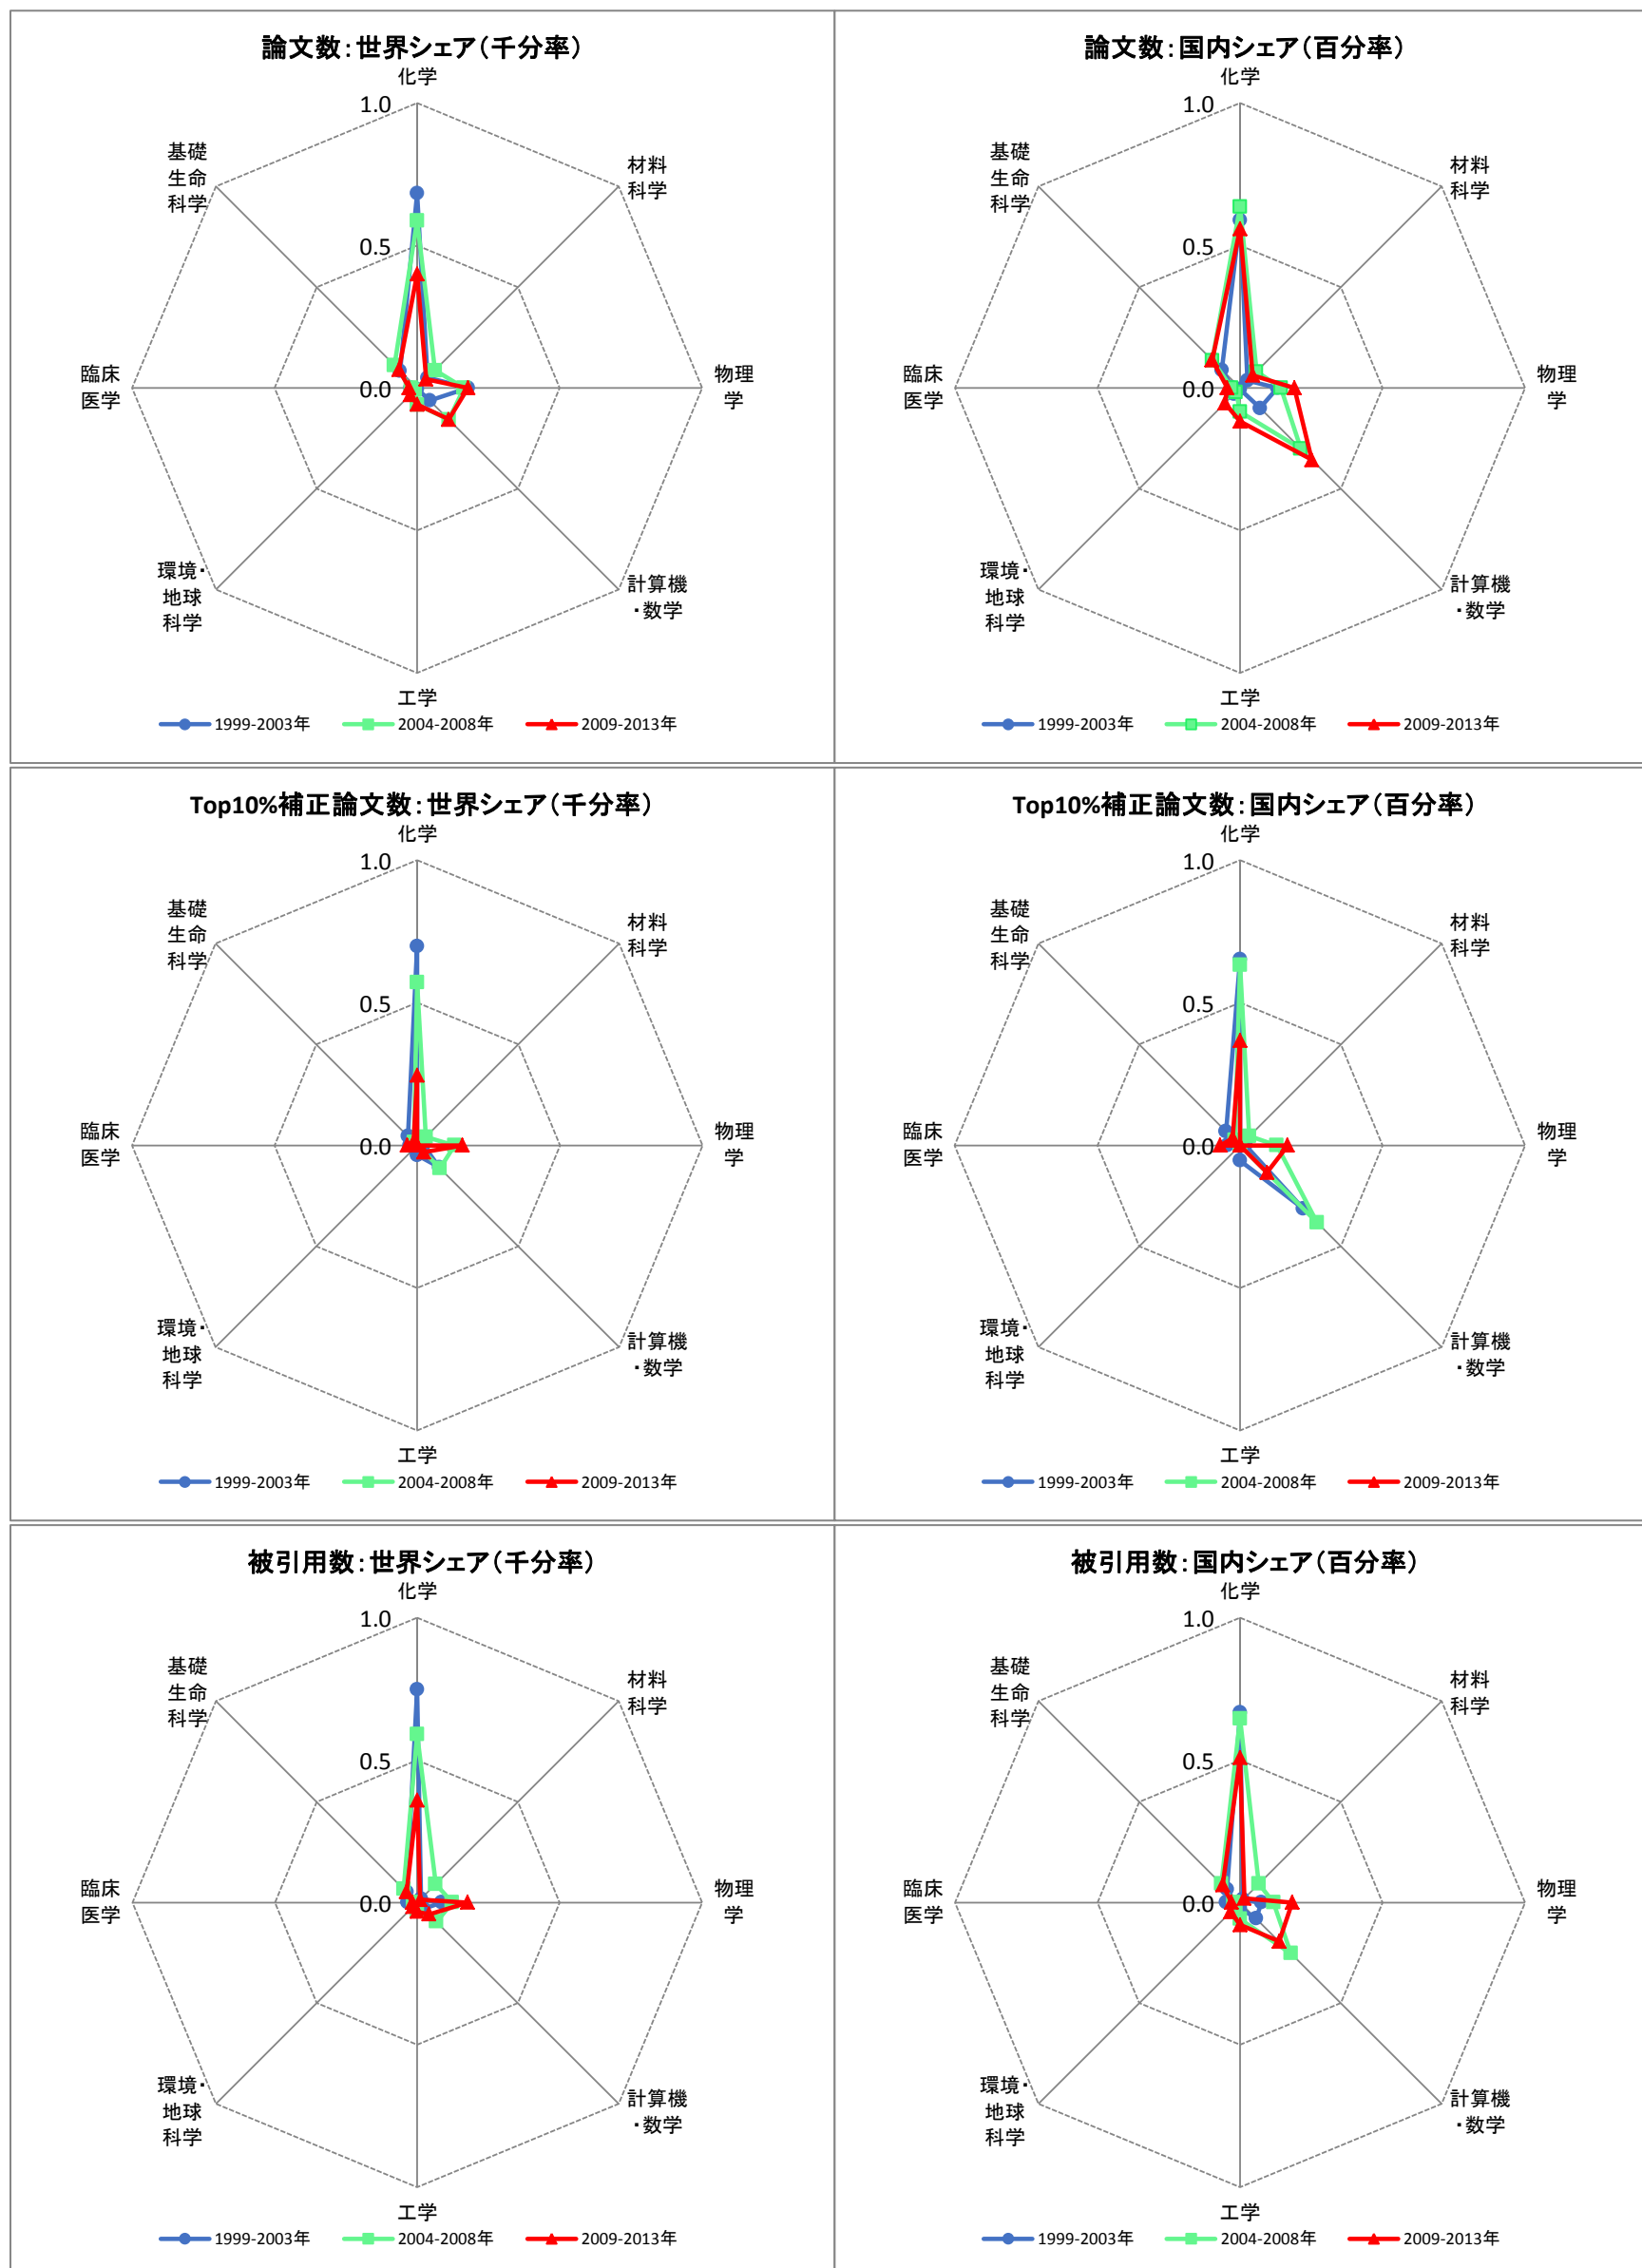 論文数：世界シェア（千分率）
化学
1.0
基礎
生命
科学
材料
科学
0.5
臨床
医学
0.0
物理
学
環境・
地球
科学
計算機
・数学
工学
1999-2003年 2004-2008年 2009-2013年
論文数：国内シェア（百分率）
化学
1.0
基礎
生命
科学
材料
科学
0.5
臨床
医学
0.0
物理
学
環境・
地球
科学
計算機
・数学
工学
1999-2003年 2004-2008年 2009-2013年
Top10%補正論文数：世界シェア（千分率）
化学
1.0
基礎
生命
科学
材料
科学
0.5
臨床
医学
0.0
物理
学
環境・
地球
科学
計算機
・数学
工学
1999-2003年 2004-2008年 2009-2013年
Top10%補正論文数：国内シェア（百分率）
化学
1.0
基礎
生命
科学
材料
科学
0.5
臨床
医学
0.0
物理
学
環境・
地球
科学
計算機
・数学
工学
1999-2003年 2004-2008年 2009-2013年
被引用数：世界シェア（千分率）
化学
1.0
基礎
生命
科学
材料
科学
0.5
臨床
医学
0.0
物理
学
環境・
地球
科学
計算機
・数学
工学
1999-2003年 2004-2008年 2009-2013年
被引用数：国内シェア（百分率）
化学
1.0
基礎
生命
科学
材料
科学
0.5
臨床
医学
0.0
物理
学
環境・
地球
科学
計算機
・数学
工学
1999-2003年 2004-2008年 2009-2013年